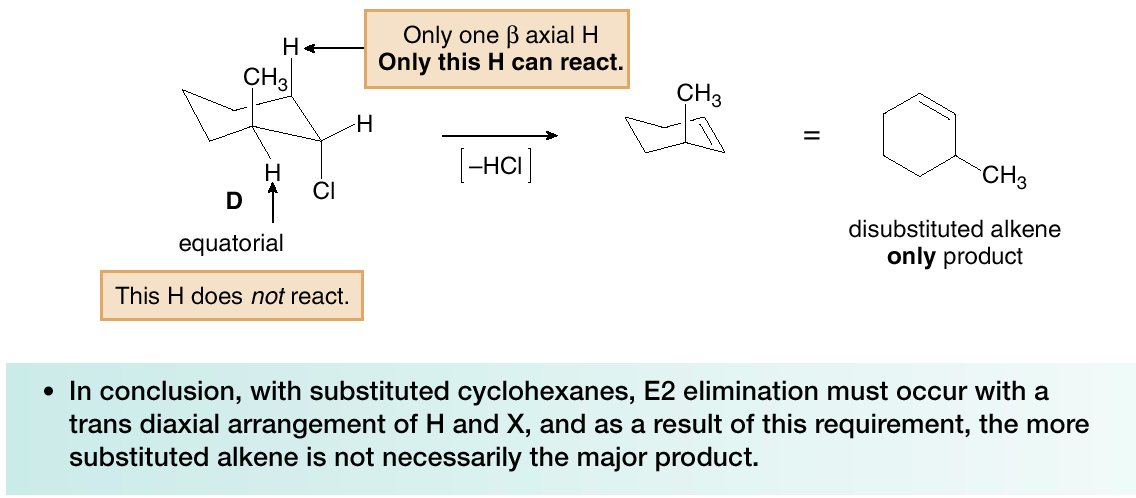 Only one β axial H
Only this H can react.
H
CH3
H
H
Cl
D
equatorial
This H does not react.
[–HCl]
CH3
=
CH3
disubstituted alkene
only product
• In conclusion, with substituted cyclohexanes, E2 elimination must occur with a
trans diaxial arrangement of H and X, and as a result of this requirement, the more
substituted alkene is not necessarily the major product.